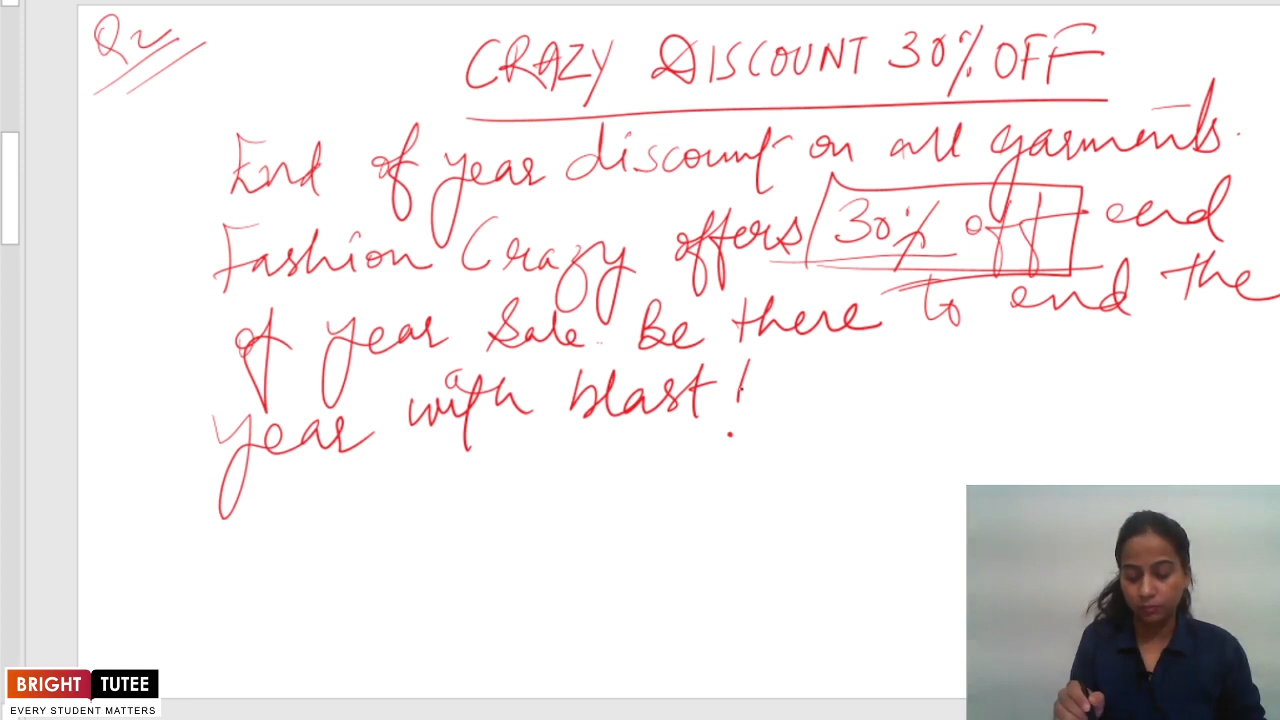 Q2
CRAZY DISCOUNT 30% OFF
End of year discount on all garments.
Fashion Crazy offers 30% off end
of year sale. Be there to end the
year with a blast!
BRIGHT TUTEE
EVERY STUDENT MATTERS